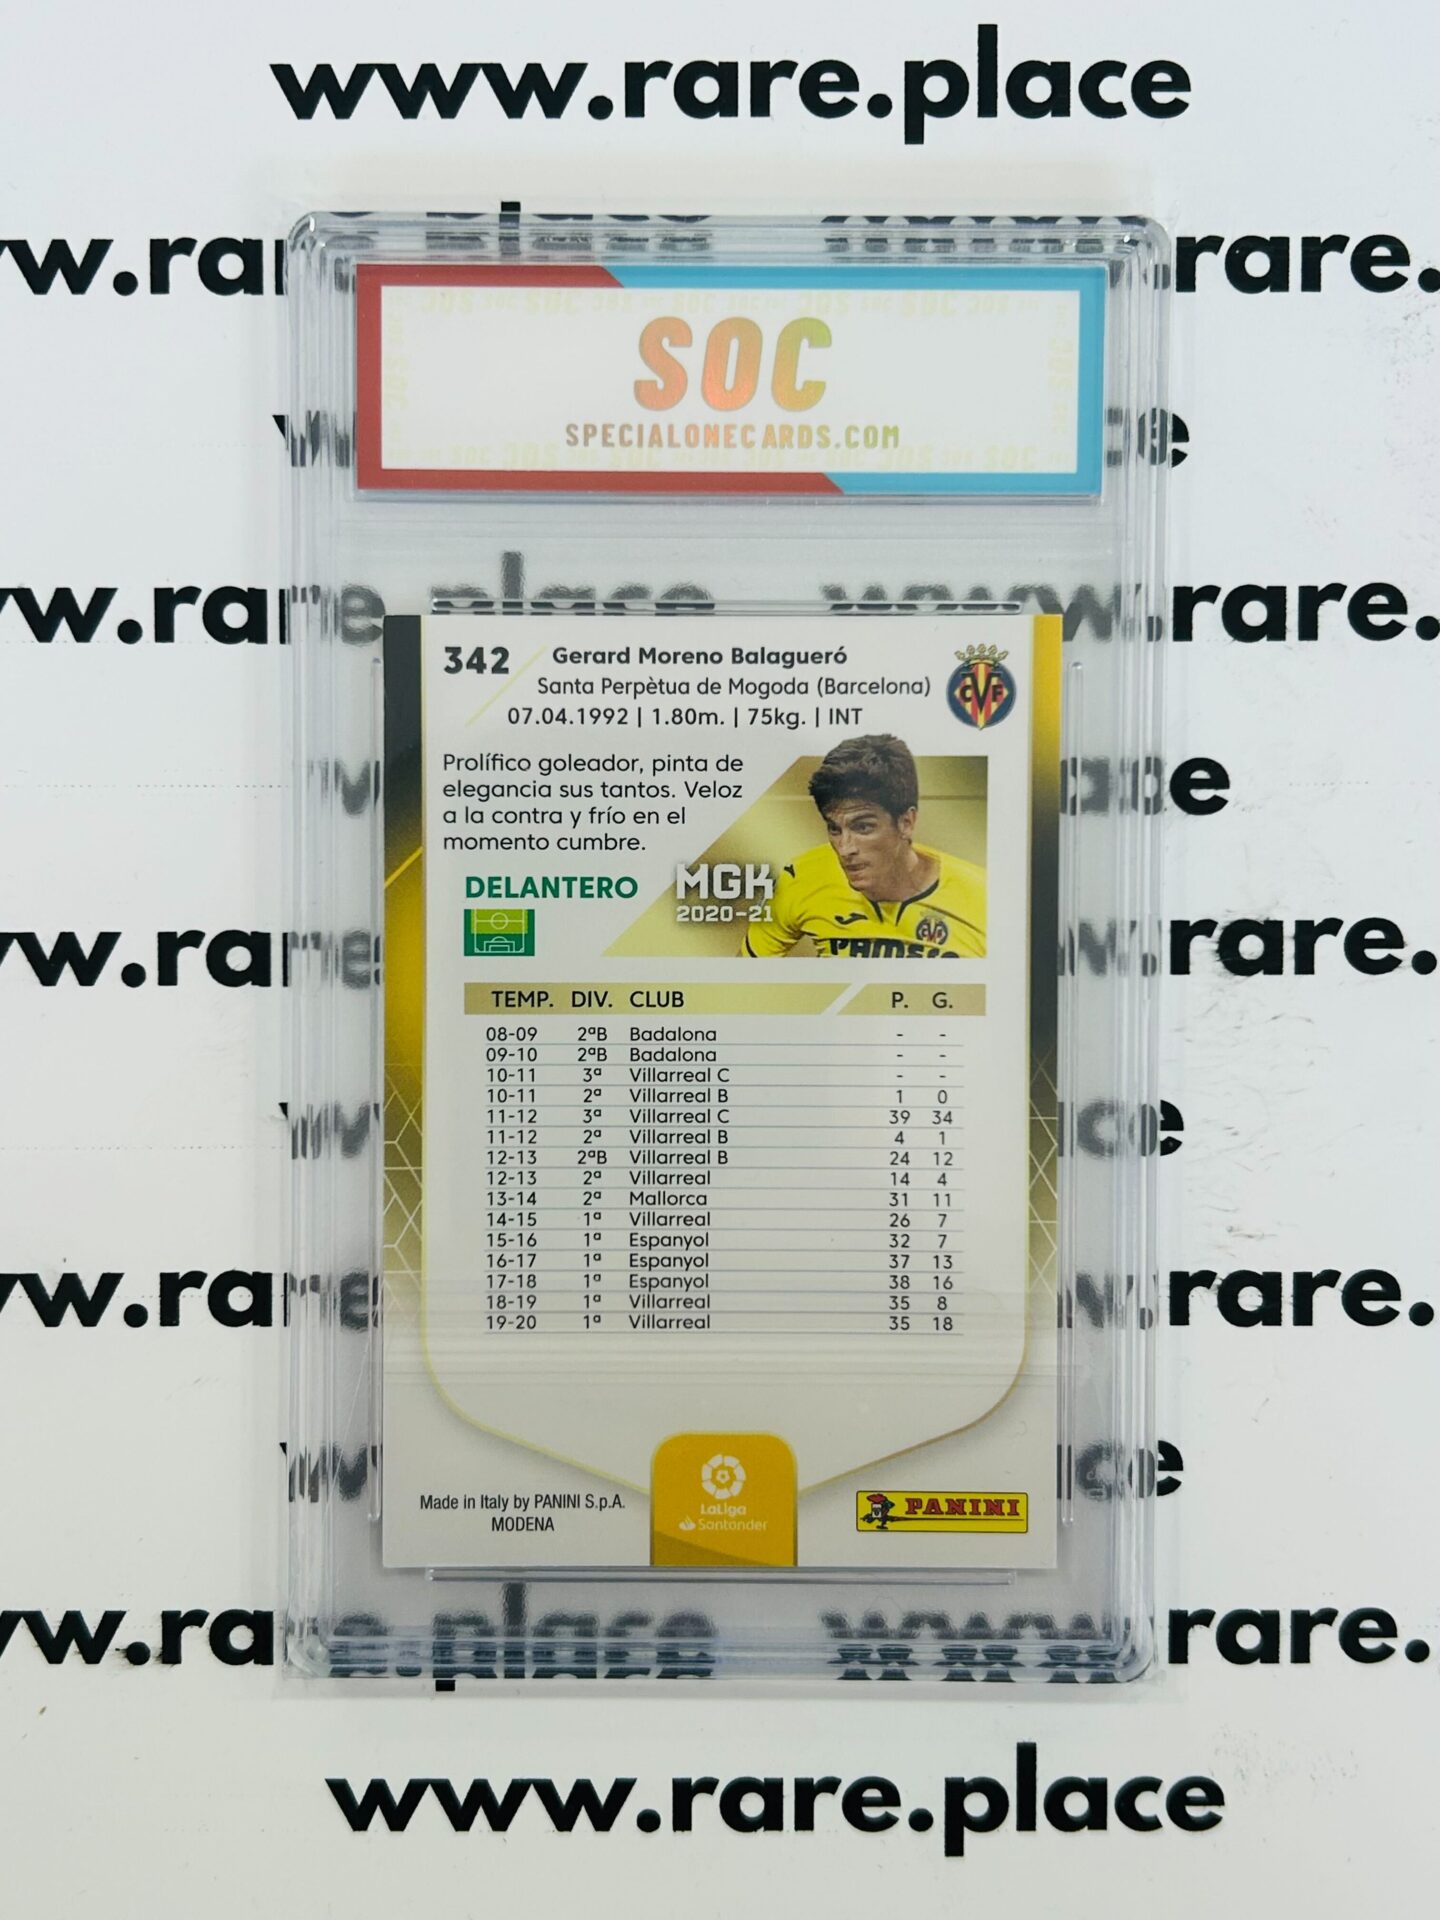 www.rare.place
www.rare.
SOC
SPECIALONECARDS.COM
342
Gerard Moreno Balagueró
Santa Perpètua de Mogoda (Barcelona)
07.04.1992 | 1.80m. | 75kg. | INT
CVF
Prolífico goleador, pinta de
elegancia sus tantos. Veloz
a la contra y frío en el
momento cumbre.
DELANTERO
MGK
2020-21
TEMP. DIV. CLUB P. G.
08-09 2ªB Badalona - -
09-10 2ªB Badalona - -
10-11 3ª Villarreal C - -
10-11 2ª Villarreal B 1 0
11-12 3ª Villarreal C 39 34
11-12 2ª Villarreal B 4 1
12-13 2ªB Villarreal B 24 12
12-13 2ª Villarreal 14 4
13-14 2ª Mallorca 31 11
14-15 1ª Villarreal 26 7
15-16 1ª Espanyol 32 7
16-17 1ª Espanyol 37 13
17-18 1ª Espanyol 38 16
18-19 1ª Villarreal 35 8
19-20 1ª Villarreal 35 18
Made in Italy by PANINI S.p.A.
MODENA
LaLiga
Santander
PANINI
www.rare.place